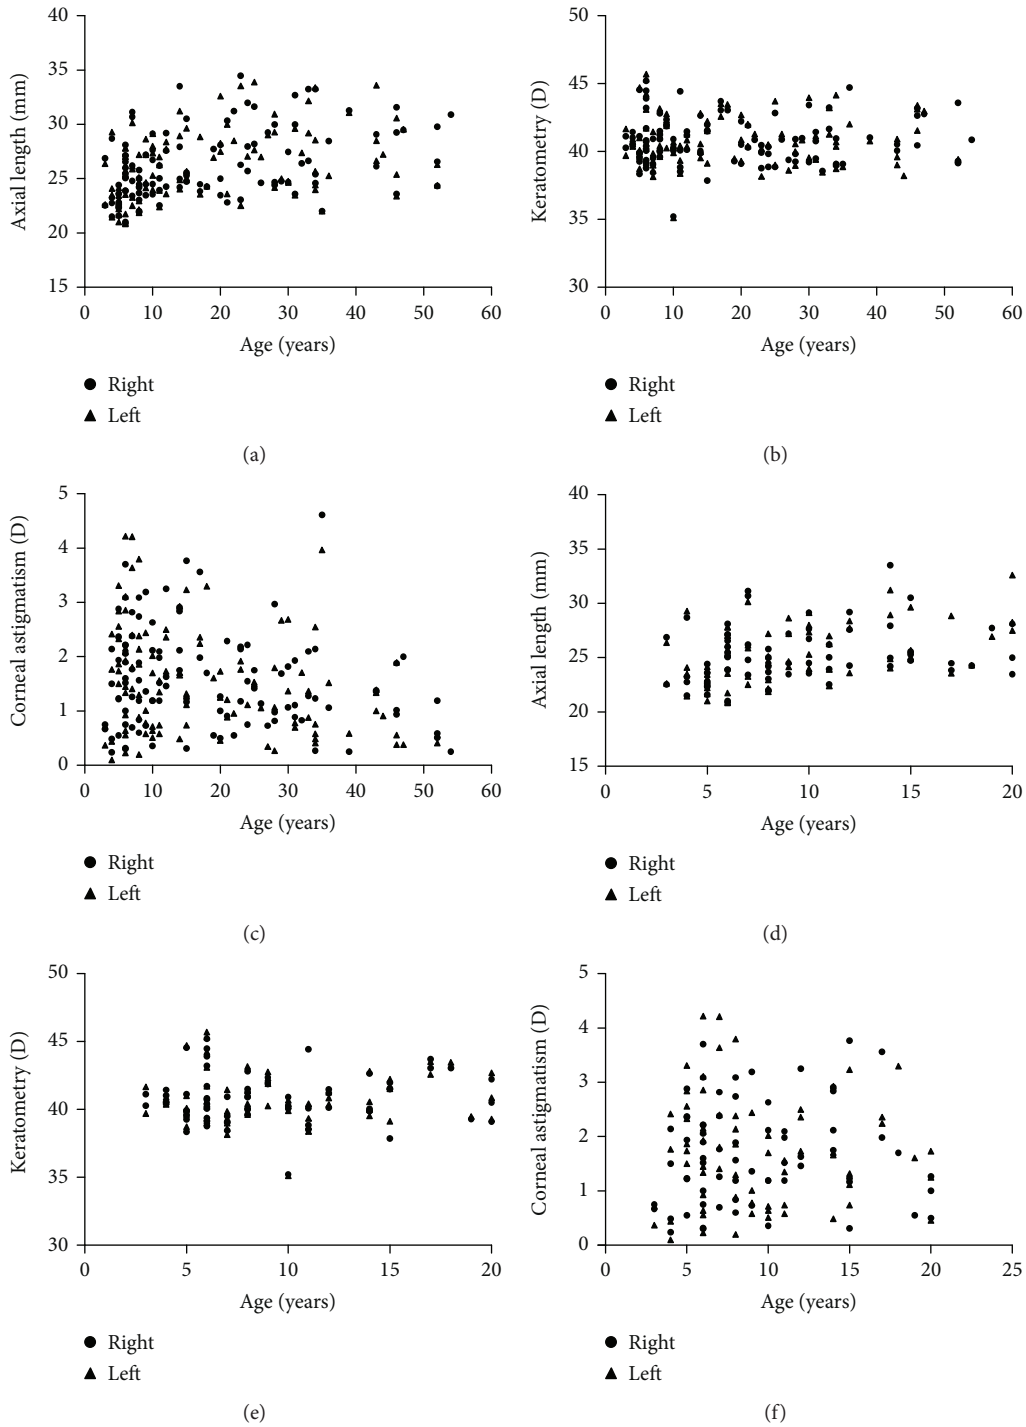 40
35
30
25
20
15
Axial length (mm)
0 10 20 30 40 50 60
Age (years)
Right
Left
(a)
50
45
40
35
30
Keratometry (D)
0 10 20 30 40 50 60
Age (years)
Right
Left
(b)
5
4
3
2
1
0
Corneal astigmatism (D)
0 10 20 30 40 50 60
Age (years)
Right
Left
(c)
40
35
30
25
20
15
Axial length (mm)
0 5 10 15 20
Age (years)
Right
Left
(d)
50
45
40
35
30
Keratometry (D)
0 5 10 15 20
Age (years)
Right
Left
(e)
5
4
3
2
1
0
Corneal astigmatism (D)
0 5 10 15 20 25
Age (years)
Right
Left
(f)